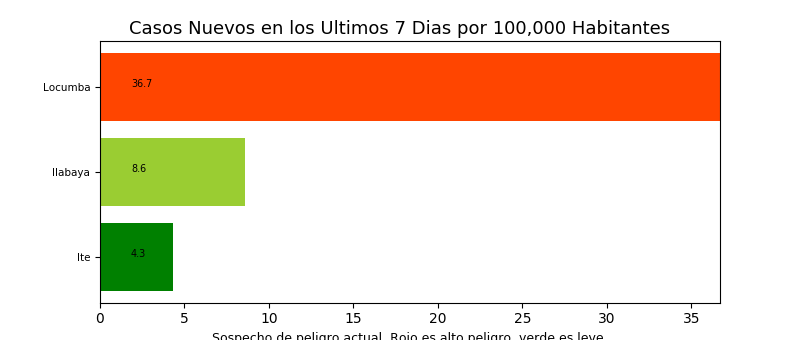 Casos Nuevos en los Ultimos 7 Dias por 100,000 Habitantes
Locumba 36.7
Ilabaya 8.6
Ite 4.3
0 5 10 15 20 25 30 35
Sospecho de peligro actual. Rojo es alto peligro, verde es leve